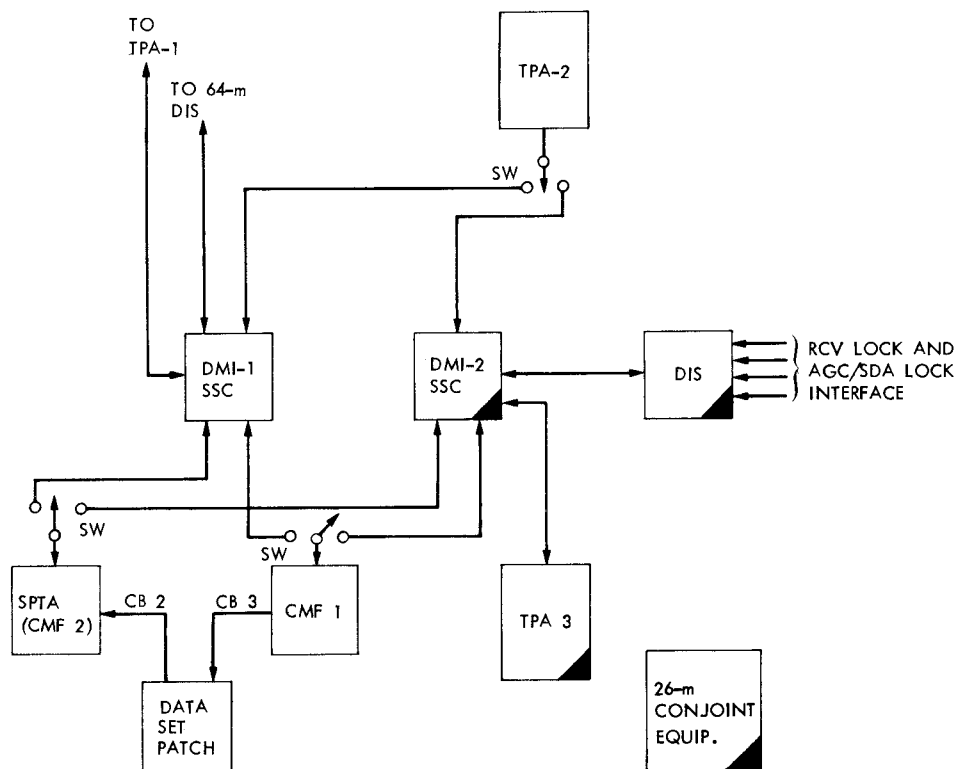 TO
TPA-1
TO 64-m
DIS
TPA-2
SW
DMI-1
SSC
DMI-2
SSC
DIS
RCV LOCK AND
AGC/SDA LOCK
INTERFACE
SW
SW
SPTA
(CMF 2)
CB 2
CB 3
CMF 1
TPA 3
DATA
SET
PATCH
26-m
CONJOINT
EQUIP.